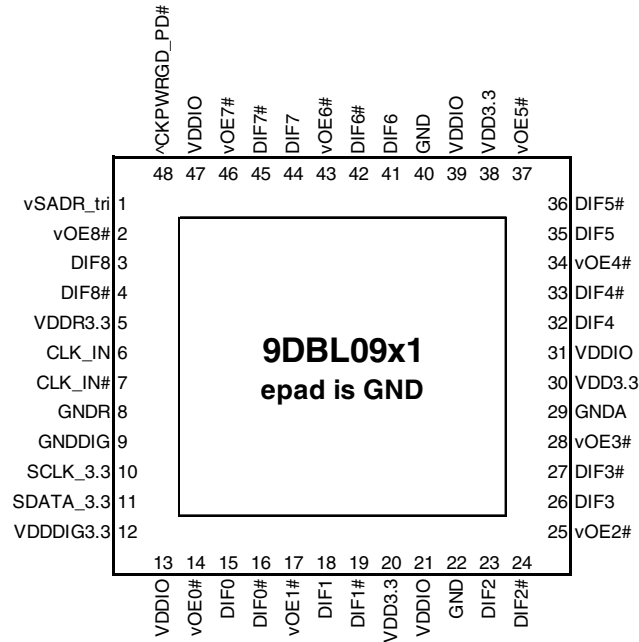 ^CKPWRGD_PD#
VDDIO
vOE7#
DIF7#
DIF7
vOE6#
DIF6#
DIF6
GND
VDDIO
VDD3.3
vOE5#
48 47 46 45 44 43 42 41 40 39 38 37
vSADR_tri 1
vOE8# 2
DIF8 3
DIF8# 4
VDDR3.3 5
CLK_IN 6
CLK_IN# 7
GNDR 8
GNDDIG 9
SCLK_3.3 10
SDATA_3.3 11
VDDDIG3.3 12
9DBL09x1
epad is GND
36 DIF5#
35 DIF5
34 vOE4#
33 DIF4#
32 DIF4
31 VDDIO
30 VDD3.3
29 GNDA
28 vOE3#
27 DIF3#
26 DIF3
25 vOE2#
13 14 15 16 17 18 19 20 21 22 23 24
VDDIO
vOE0#
DIF0
DIF0#
vOE1#
DIF1
DIF1#
VDD3.3
VDDIO
GND
DIF2
DIF2#